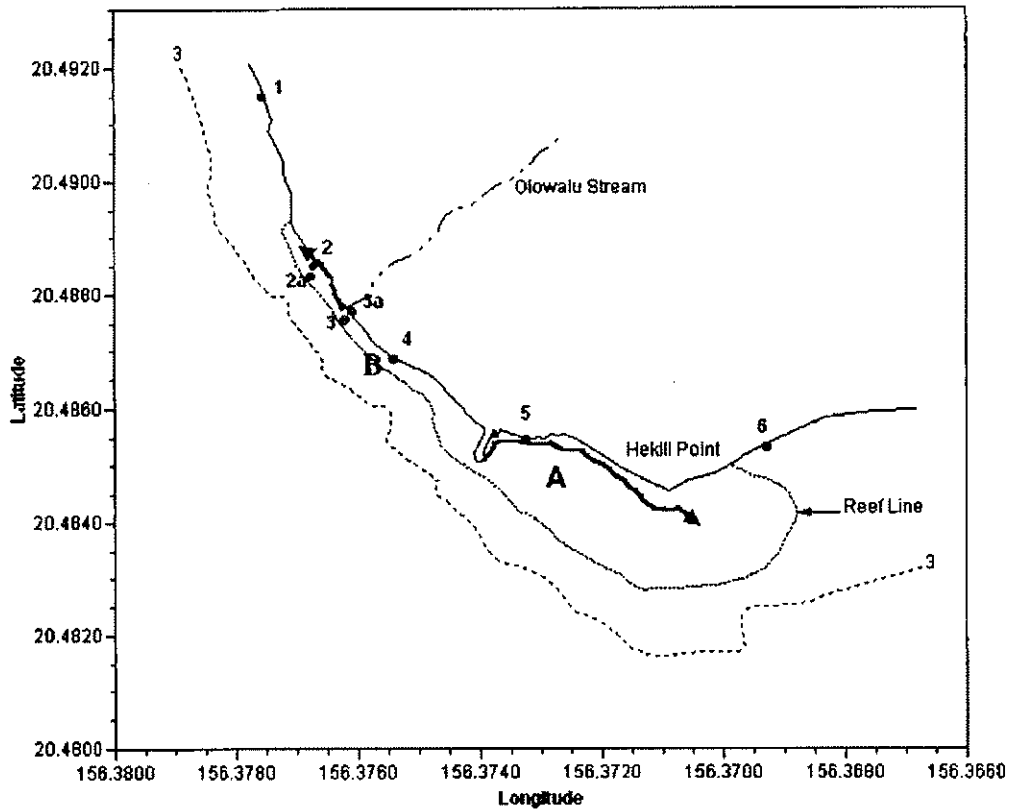 3
20.4920
1
20.4900
Olowalu Stream
2
2a
20.4880
3a
3
4
B
20.4860
5
6
Hekili Point
A
Reef Line
20.4840
3
20.4820
20.4800
156.3800 156.3780 156.3760 156.3740 156.3720 156.3700 156.3680 156.3660
Latitude
Longitude